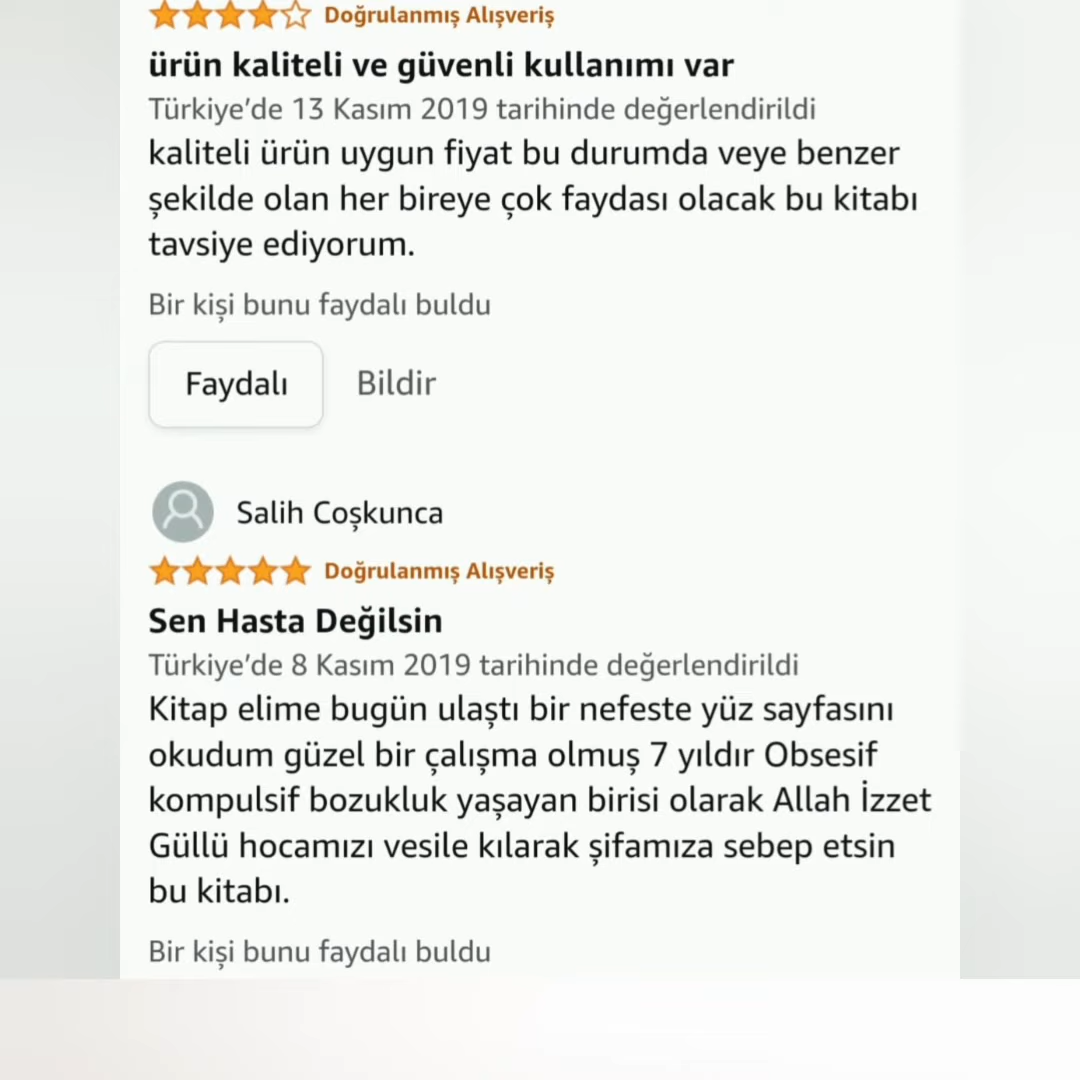 Doğrulanmış Alışveriş
ürün kaliteli ve güvenli kullanımı var
Türkiye'de 13 Kasım 2019 tarihinde değerlendirildi
kaliteli ürün uygun fiyat bu durumda veye benzer
şekilde olan her bireye çok faydası olacak bu kitabı
tavsiye ediyorum.
Bir kişi bunu faydalı buldu
Faydalı Bildir
Salih Coşkunca
Doğrulanmış Alışveriş
Sen Hasta Değilsin
Türkiye'de 8 Kasım 2019 tarihinde değerlendirildi
Kitap elime bugün ulaştı bir nefeste yüz sayfasını
okudum güzel bir çalışma olmuş 7 yıldır Obsesif
kompulsif bozukluk yaşayan birisi olarak Allah İzzet
Güllü hocamızı vesile kılarak şifamıza sebep etsin
bu kitabı.
Bir kişi bunu faydalı buldu